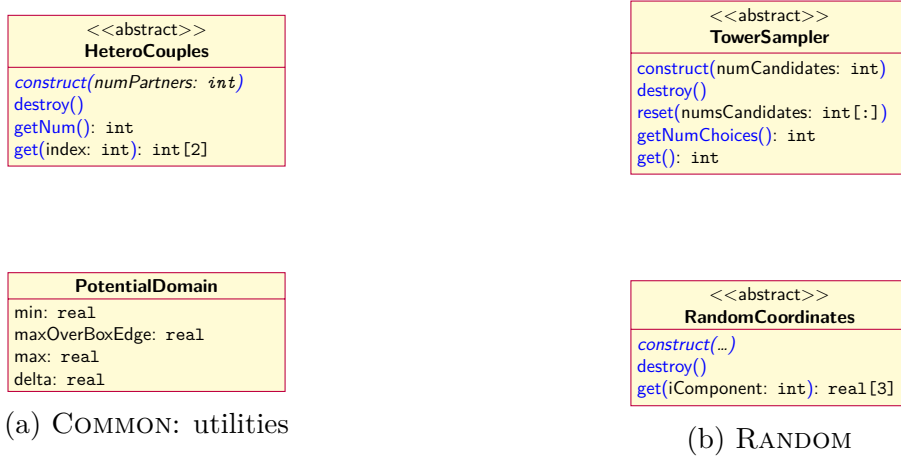 <<abstract>>
HeteroCouples
construct(numPartners: int)
destroy()
getNum(): int
get(index: int): int[2]
PotentialDomain
min: real
maxOverBoxEdge: real
max: real
delta: real
(a) COMMON: utilities
<<abstract>>
TowerSampler
construct(numCandidates: int)
destroy()
reset(numsCandidates: int[:])
getNumChoices(): int
get(): int
<<abstract>>
RandomCoordinates
construct(…)
destroy()
get(iComponent: int): real[3]
(b) RANDOM